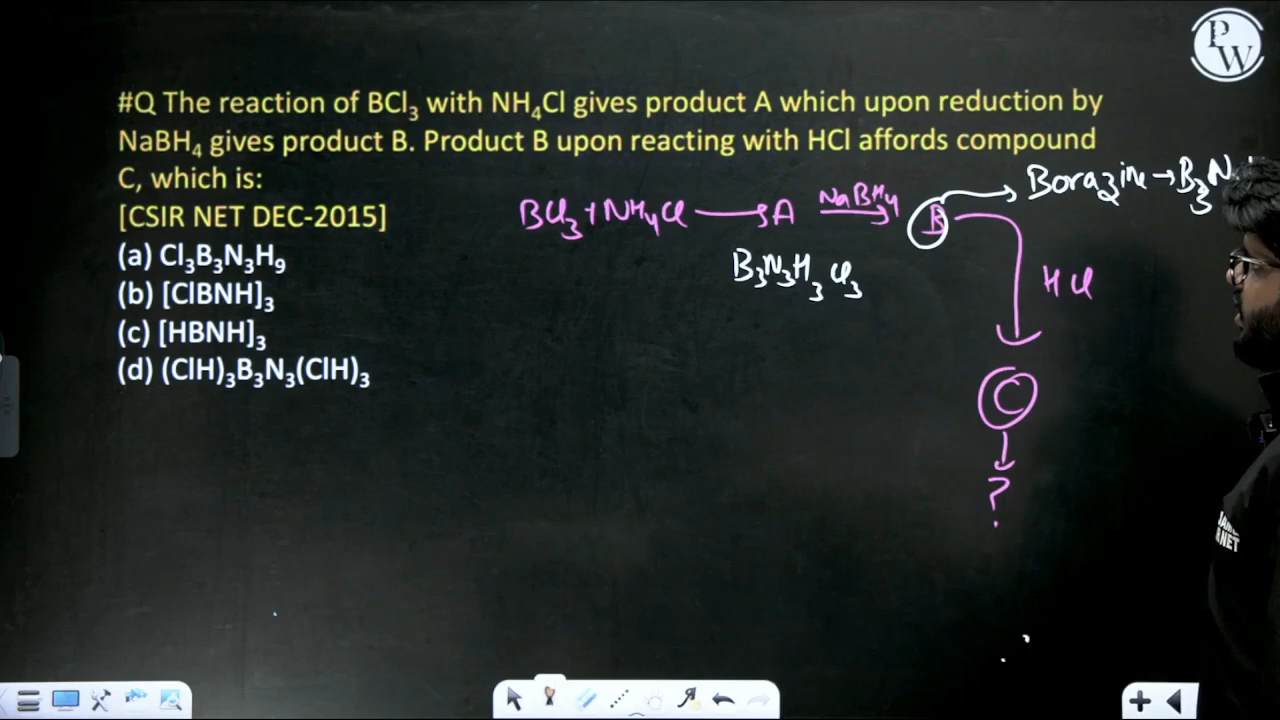 PW
#Q The reaction of BCl₃ with NH₄Cl gives product A which upon reduction by
NaBH₄ gives product B. Product B upon reacting with HCl affords compound
C, which is:
[CSIR NET DEC-2015]
(a) Cl₃B₃N₃H₉
(b) [ClBNH]₃
(c) [HBNH]₃
(d) (ClH)₃B₃N₃(ClH)₃
BCl₃ + NH₄Cl → A NaBH₄ → B → Borazine → B₃N
B₃N₃H₃Cl₃
HCl
C
?